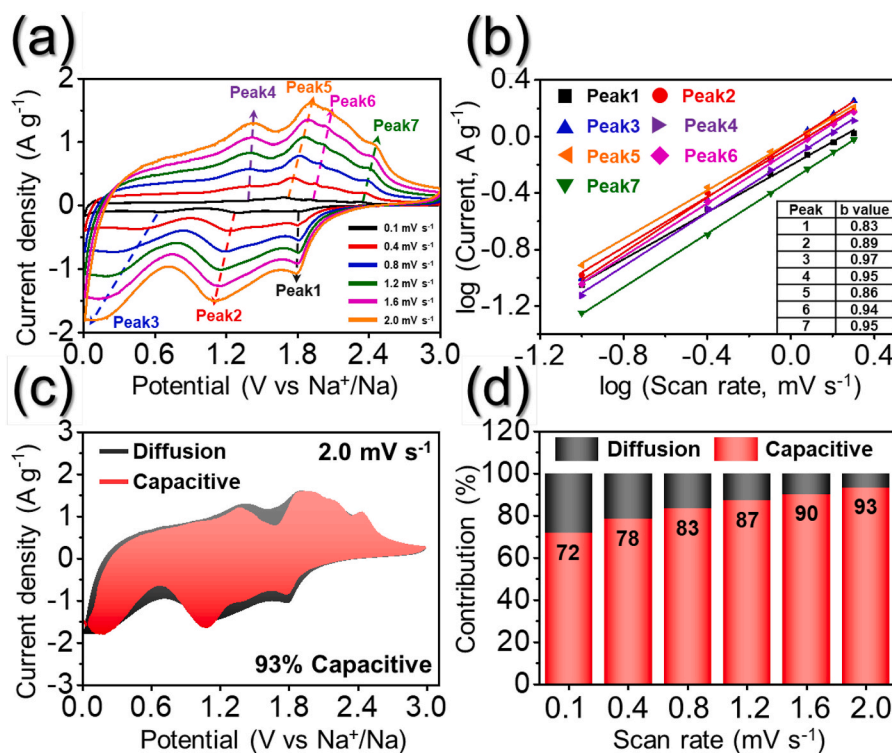 (a)
Current density (A g⁻¹)
2
1
0
-1
-2
Peak4
Peak5
Peak6
Peak7
Peak3
Peak2
Peak1
0.1 mV s⁻¹
0.4 mV s⁻¹
0.8 mV s⁻¹
1.2 mV s⁻¹
1.6 mV s⁻¹
2.0 mV s⁻¹
0.0 0.6 1.2 1.8 2.4 3.0
Potential (V vs Na⁺/Na)
(b)
log (Current, A g⁻¹)
0.4
0.0
-0.4
-0.8
-1.2
Peak1 Peak2
Peak3 Peak4
Peak5 Peak6
Peak7
Peak b value
1 0.83
2 0.89
3 0.97
4 0.95
5 0.86
6 0.94
7 0.95
-1.2 -0.8 -0.4 0.0 0.4
log (Scan rate, mV s⁻¹)
(c)
Current density (A g⁻¹)
3
2
1
0
-1
-2
-3
Diffusion
Capacitive
2.0 mV s⁻¹
93% Capacitive
0.0 0.6 1.2 1.8 2.4 3.0
Potential (V vs Na⁺/Na)
(d)
Contribution (%)
120
100
80
60
40
20
0
Diffusion Capacitive
72 78 83 87 90 93
0.1 0.4 0.8 1.2 1.6 2.0
Scan rate (mV s⁻¹)